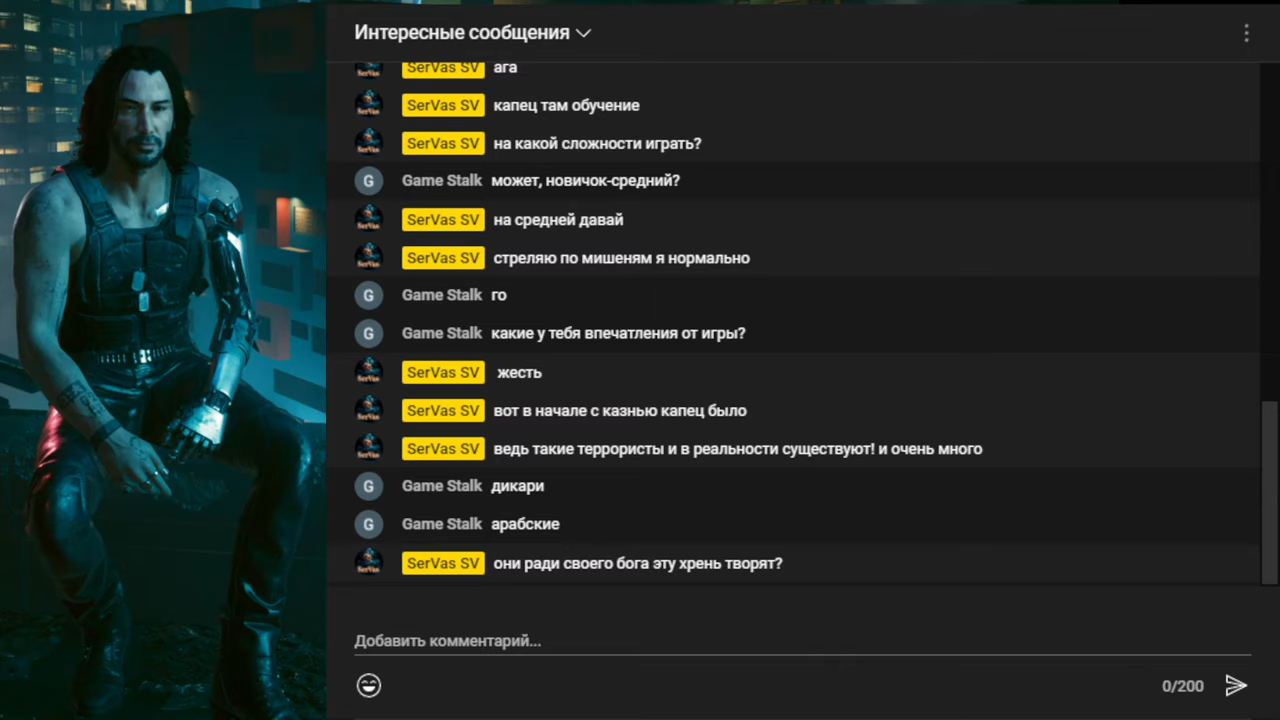 Интересные сообщения
SerVas SV ага
SerVas SV капец там обучение
SerVas SV на какой сложности играть?
G Game Stalk может, новичок-средний?
SerVas SV на средней давай
SerVas SV стреляю по мишеням я нормально
G Game Stalk го
G Game Stalk какие у тебя впечатления от игры?
SerVas SV жесть
SerVas SV вот в начале с казнью капец было
SerVas SV ведь такие террористы и в реальности существуют! и очень много
G Game Stalk дикари
G Game Stalk арабские
SerVas SV они ради своего бога эту хрень творят?
Добавить комментарий...
0/200